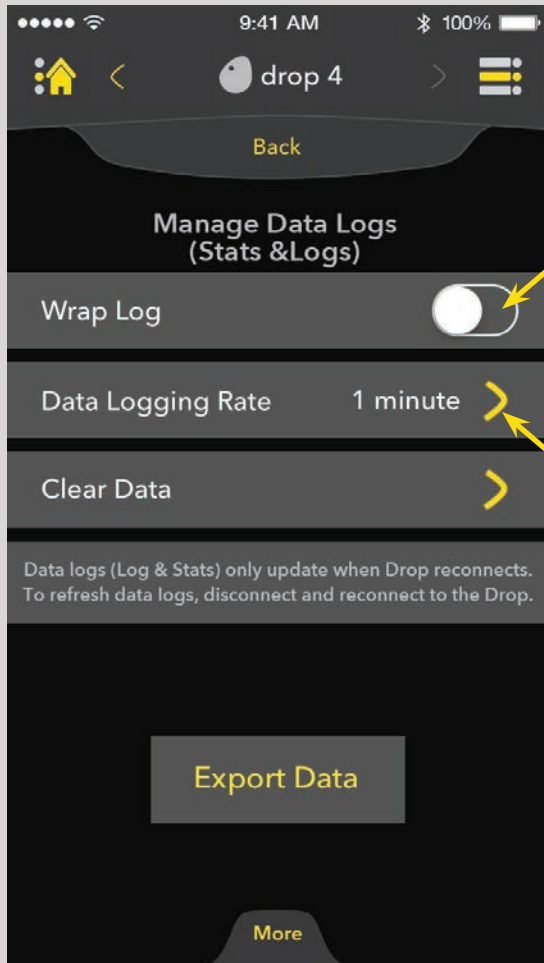 9:41 AM
100%
drop 4
Back
Manage Data Logs
(Stats &Logs)
Wrap Log
Data Logging Rate 1 minute
Clear Data
Data logs (Log & Stats) only update when Drop reconnects.
To refresh data logs, disconnect and reconnect to the Drop.
Export Data
More